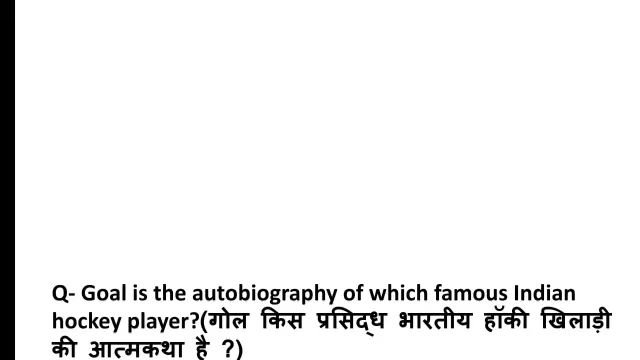 Q- Goal is the autobiography of which famous Indian
hockey player?(गोल किस प्रसिद्ध भारतीय हॉकी खिलाड़ी
की आत्मकथा है ?)